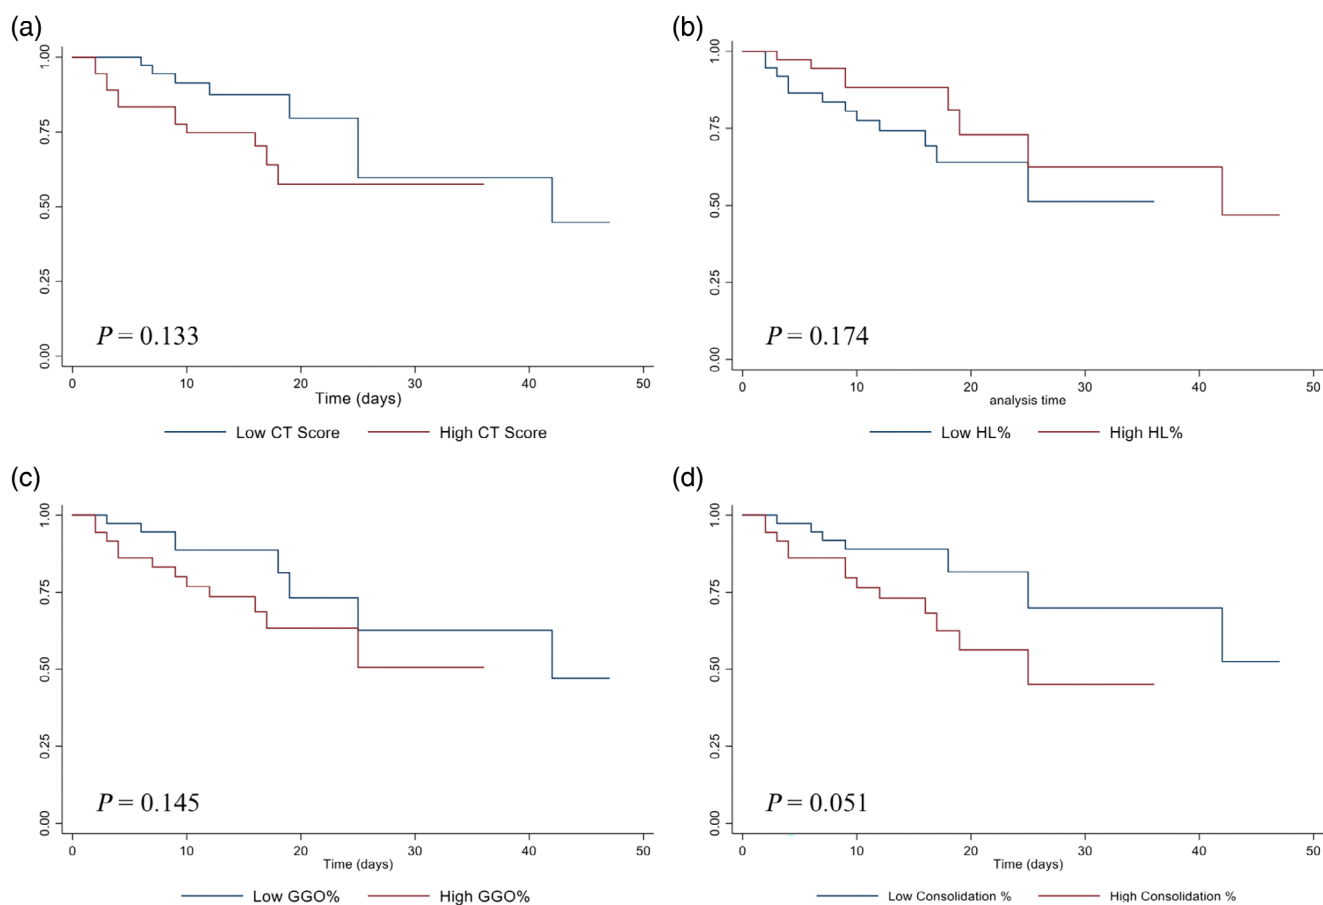 (a)
1.00
0.75
0.50
0.25
0.00
P = 0.133
0 10 20 30 40 50
Time (days)
Low CT Score High CT Score
(b)
1.00
0.75
0.50
0.25
0.00
P = 0.174
0 10 20 30 40 50
analysis time
Low HL% High HL%
(c)
1.00
0.75
0.50
0.25
0.00
P = 0.145
0 10 20 30 40 50
Time (days)
Low GGO% High GGO%
(d)
1.00
0.75
0.50
0.25
0.00
P = 0.051
0 10 20 30 40 50
Time (days)
Low Consolidation % High Consolidation %